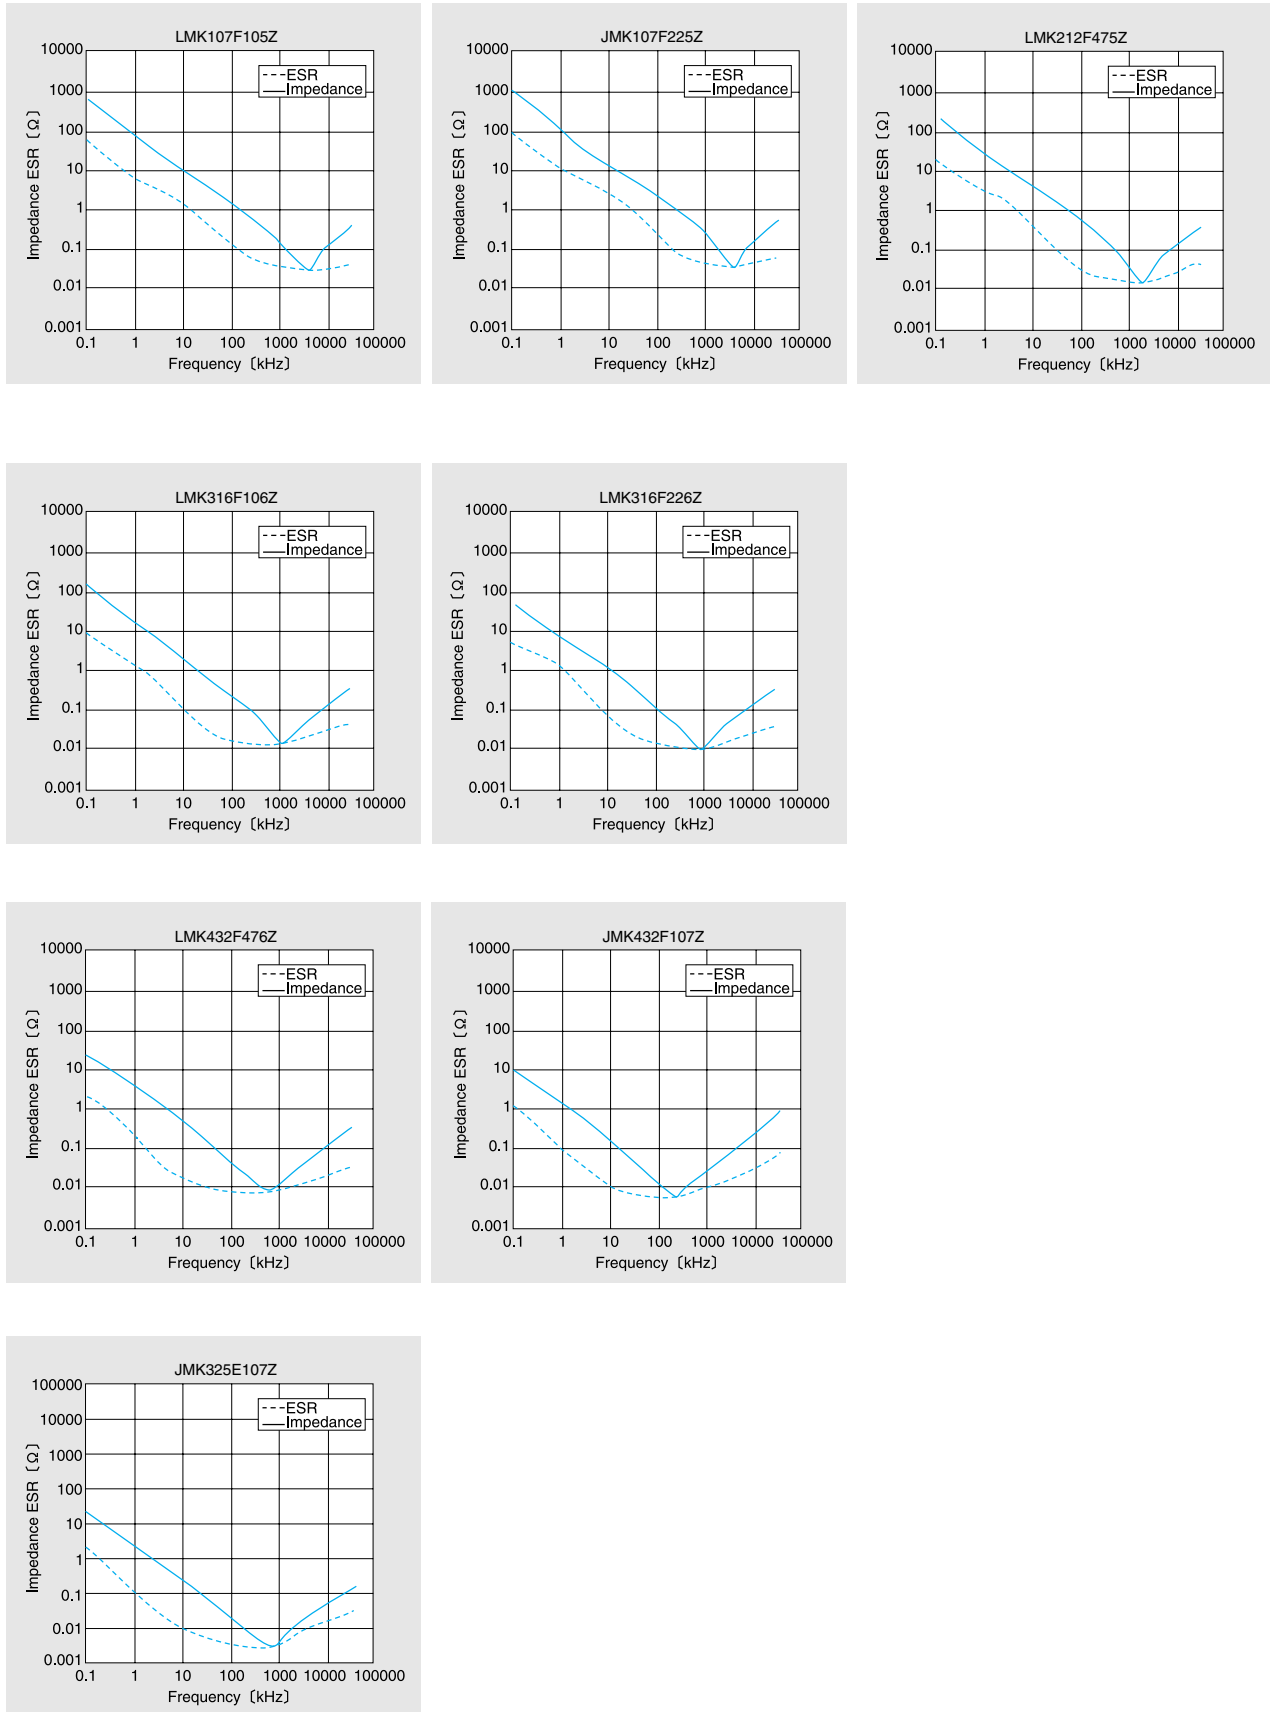 LMK107F105Z
10000
1000
100
10
1
0.1
0.01
0.001
Impedance ESR〔Ω〕
ESR
Impedance
0.1 1 10 100 1000 10000 100000
Frequency〔kHz〕
JMK107F225Z
10000
1000
100
10
1
0.1
0.01
0.001
Impedance ESR〔Ω〕
ESR
Impedance
0.1 1 10 100 1000 10000 100000
Frequency〔kHz〕
LMK212F475Z
10000
1000
100
10
1
0.1
0.01
0.001
Impedance ESR〔Ω〕
ESR
Impedance
0.1 1 10 100 1000 10000 100000
Frequency〔kHz〕
LMK316F106Z
10000
1000
100
10
1
0.1
0.01
0.001
Impedance ESR〔Ω〕
ESR
Impedance
0.1 1 10 100 1000 10000 100000
Frequency〔kHz〕
LMK316F226Z
10000
1000
100
10
1
0.1
0.01
0.001
Impedance ESR〔Ω〕
ESR
Impedance
0.1 1 10 100 1000 10000 100000
Frequency〔kHz〕
LMK432F476Z
10000
1000
100
10
1
0.1
0.01
0.001
Impedance ESR〔Ω〕
ESR
Impedance
0.1 1 10 100 1000 10000 100000
Frequency〔kHz〕
JMK432F107Z
10000
1000
100
10
1
0.1
0.01
0.001
Impedance ESR〔Ω〕
ESR
Impedance
0.1 1 10 100 1000 10000 100000
Frequency〔kHz〕
JMK325E107Z
100000
10000
1000
100
10
1
0.1
0.01
0.001
Impedance ESR〔Ω〕
ESR
Impedance
0.1 1 10 100 1000 10000 100000
Frequency〔kHz〕